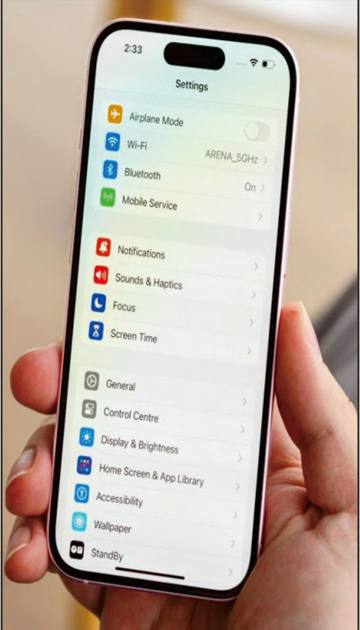 2:33
Settings
Airplane Mode
Wi-Fi ARENA_5GHz
Bluetooth On
Mobile Service
Notifications
Sounds & Haptics
Focus
Screen Time
General
Control Centre
Display & Brightness
Home Screen & App Library
Accessibility
Wallpaper
StandBy